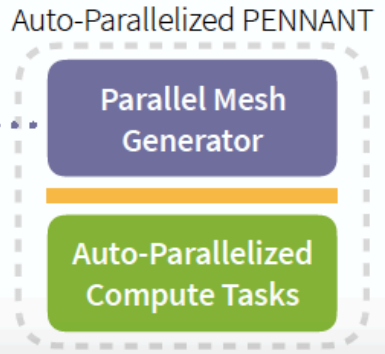 Auto-Parallelized PENNANT
Parallel Mesh
Generator
Auto-Parallelized
Compute Tasks